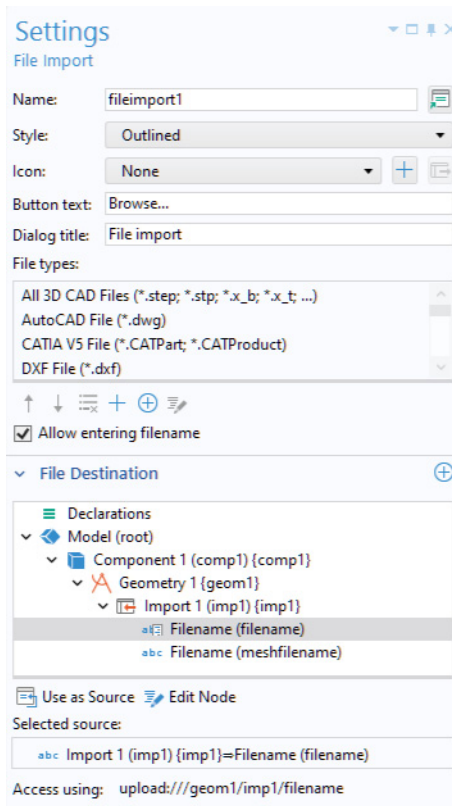 Settings
File Import
Name: fileimport1
Style: Outlined
Icon: None
Button text: Browse...
Dialog title: File import
File types:
All 3D CAD Files (*.step; *.stp; *.x_b; *.x_t; ...)
AutoCAD File (*.dwg)
CATIA V5 File (*.CATPart; *.CATProduct)
DXF File (*.dxf)
Allow entering filename
File Destination
Declarations
Model (root)
Component 1 (comp1) {comp1}
Geometry 1 {geom1}
Import 1 (imp1) {imp1}
Filename (filename)
abc Filename (meshfilename)
Use as Source Edit Node
Selected source:
abc Import 1 (imp1) {imp1}⇒Filename (filename)
Access using: upload:///geom1/imp1/filename